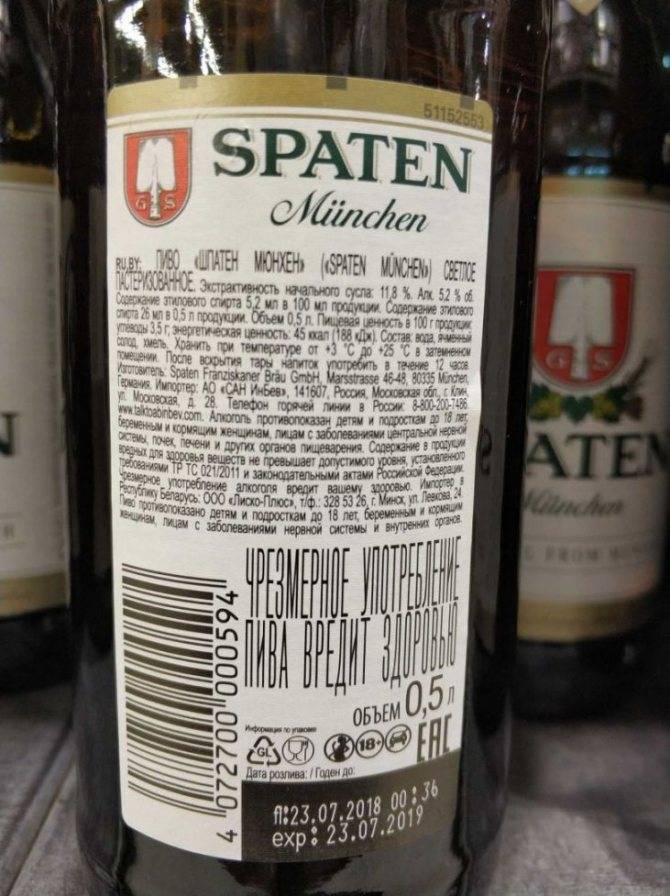 51152553
SPATEN
G S
München
RU.BY: ПИВО «ШПАТЕН МЮНХЕН» («SPATEN MÜNCHEN») СВЕТЛОЕ
ПАСТЕРИЗОВАННОЕ. Экстрактивность начального сусла: 11,8 %. Алк. 5,2 % об.
Содержание этилового спирта 5,2 мл в 100 мл продукции. Содержание этилового
спирта 26 мл в 0,5 л продукции. Объем 0,5 л. Пищевая ценность в 100 г продукции:
углеводы 3,5 г; энергетическая ценность: 45 ккал (188 кДж). Состав: вода, ячменный
солод, хмель. Хранить при температуре от +3 °C до +25 °C в затемненном
помещении. После вскрытия тары напиток употребить в течение 12 часов.
Изготовитель: Spaten Franziskaner Bräu GmbH, Marsstrasse 46-48, 80335 München,
Германия. Импортер: АО «САН ИнБев», 141607, Россия, Московская обл., г. Клин,
ул. Московская, д. 28. Телефон горячей линии в России: 8-800-200-7486.
www.talktoabinbev.com. Алкоголь противопоказан детям и подросткам до 18 лет,
беременным и кормящим женщинам, лицам с заболеваниями центральной нервной
системы, почек, печени и других органов пищеварения. Содержание в продукции
вредных для здоровья веществ не превышает допустимого уровня, установленного
требованиями ТР ТС 021/2011 и законодательными актами Российской Федерации.
Чрезмерное употребление алкоголя вредит вашему здоровью. Импортер в
Республику Беларусь: ООО «Лиско-Плюс», т/ф.: 328 53 26, г. Минск, ул. Левкова, 24.
Пиво противопоказано детям и подросткам до 18 лет, беременным и кормящим
женщинам, лицам с заболеваниями нервной системы и внутренних органов.
ЧРЕЗМЕРНОЕ УПОТРЕБЛЕНИЕ
ПИВА ВРЕДИТ ЗДОРОВЬЮ
ОБЪЕМ 0,5 л
Информация по упаковке
GL
18+
EAC
Дата розлива: / Годен до:
П:23.07.2018 00:36
exp: 23.07.2019
4 072700 000594
G S
SPATEN
München
FROM
N